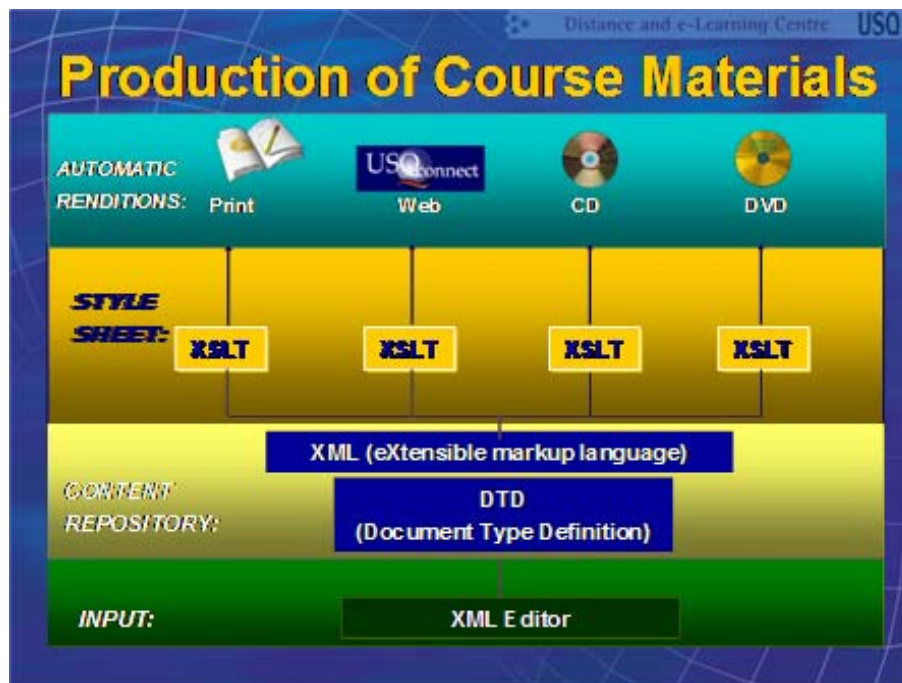 Distance and e-Learning Centre USQ
Production of Course Materials
AUTOMATIC
RENDITIONS:
USQconnect
Print
Web
CD
DVD
STYLE
SHEET:
XSLT
XSLT
XSLT
XSLT
XML (eXtensible markup language)
CONTENT
REPOSITORY:
DTD
(Document Type Definition)
INPUT:
XML Editor